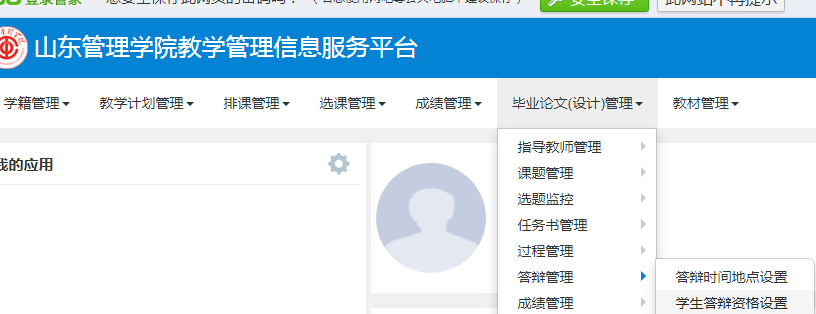 登录管家
安全保存
此网站不再提示
山东管理学院教学管理信息服务平台
学籍管理 教学计划管理 排课管理 选课管理 成绩管理 毕业论文(设计)管理 教材管理
我的应用
指导教师管理
课题管理
选题监控
任务书管理
过程管理
答辩管理
答辩时间地点设置
成绩管理
学生答辩资格设置